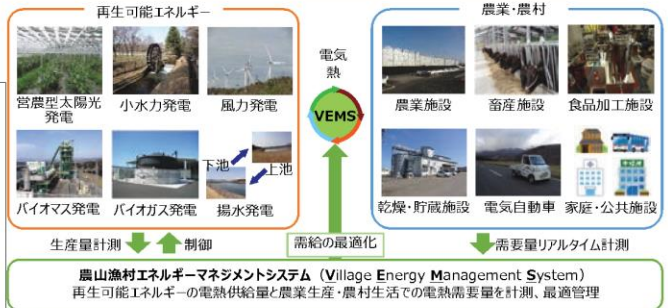 再生可能エネルギー
営農型太陽光
発電
小水力発電
風力発電
バイオマス発電
バイオガス発電
下池
上池
揚水発電
電気
熱
VEMS
農業・農村
農業施設
畜産施設
食品加工施設
乾燥・貯蔵施設
電気自動車
家庭・公共施設
生産量計測
制御
需給の最適化
需要量リアルタイム計測
農山漁村エネルギーマネジメントシステム（Village Energy Management System）
再生可能エネルギーの電熱供給量と農業生産・農村生活での電熱需要量を計測、最適管理